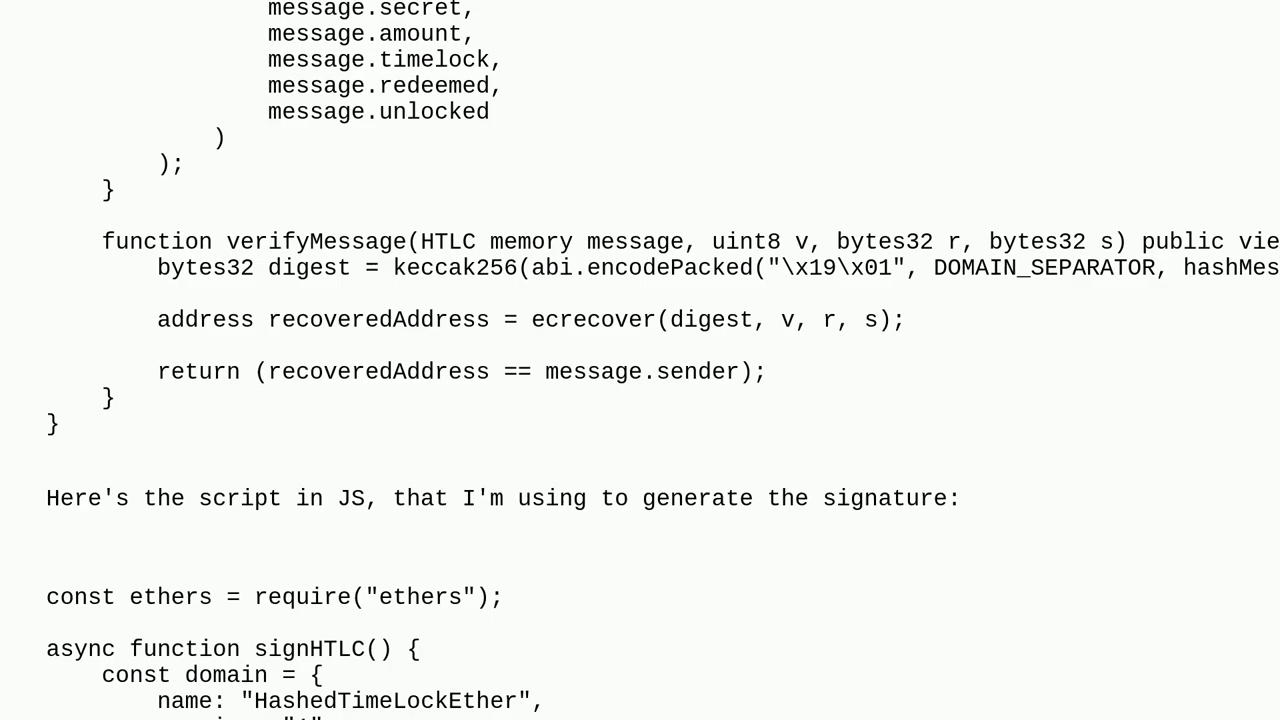 message.secret,
message.amount,
message.timelock,
message.redeemed,
message.unlocked
)
);
}
function verifyMessage(HTLC memory message, uint8 v, bytes32 r, bytes32 s) public vie
bytes32 digest = keccak256(abi.encodePacked("\x19\x01", DOMAIN_SEPARATOR, hashMes
address recoveredAddress = ecrecover(digest, v, r, s);
return (recoveredAddress == message.sender);
}
}
Here's the script in JS, that I'm using to generate the signature:
const ethers = require("ethers");
async function signHTLC() {
const domain = {
name: "HashedTimeLockEther",